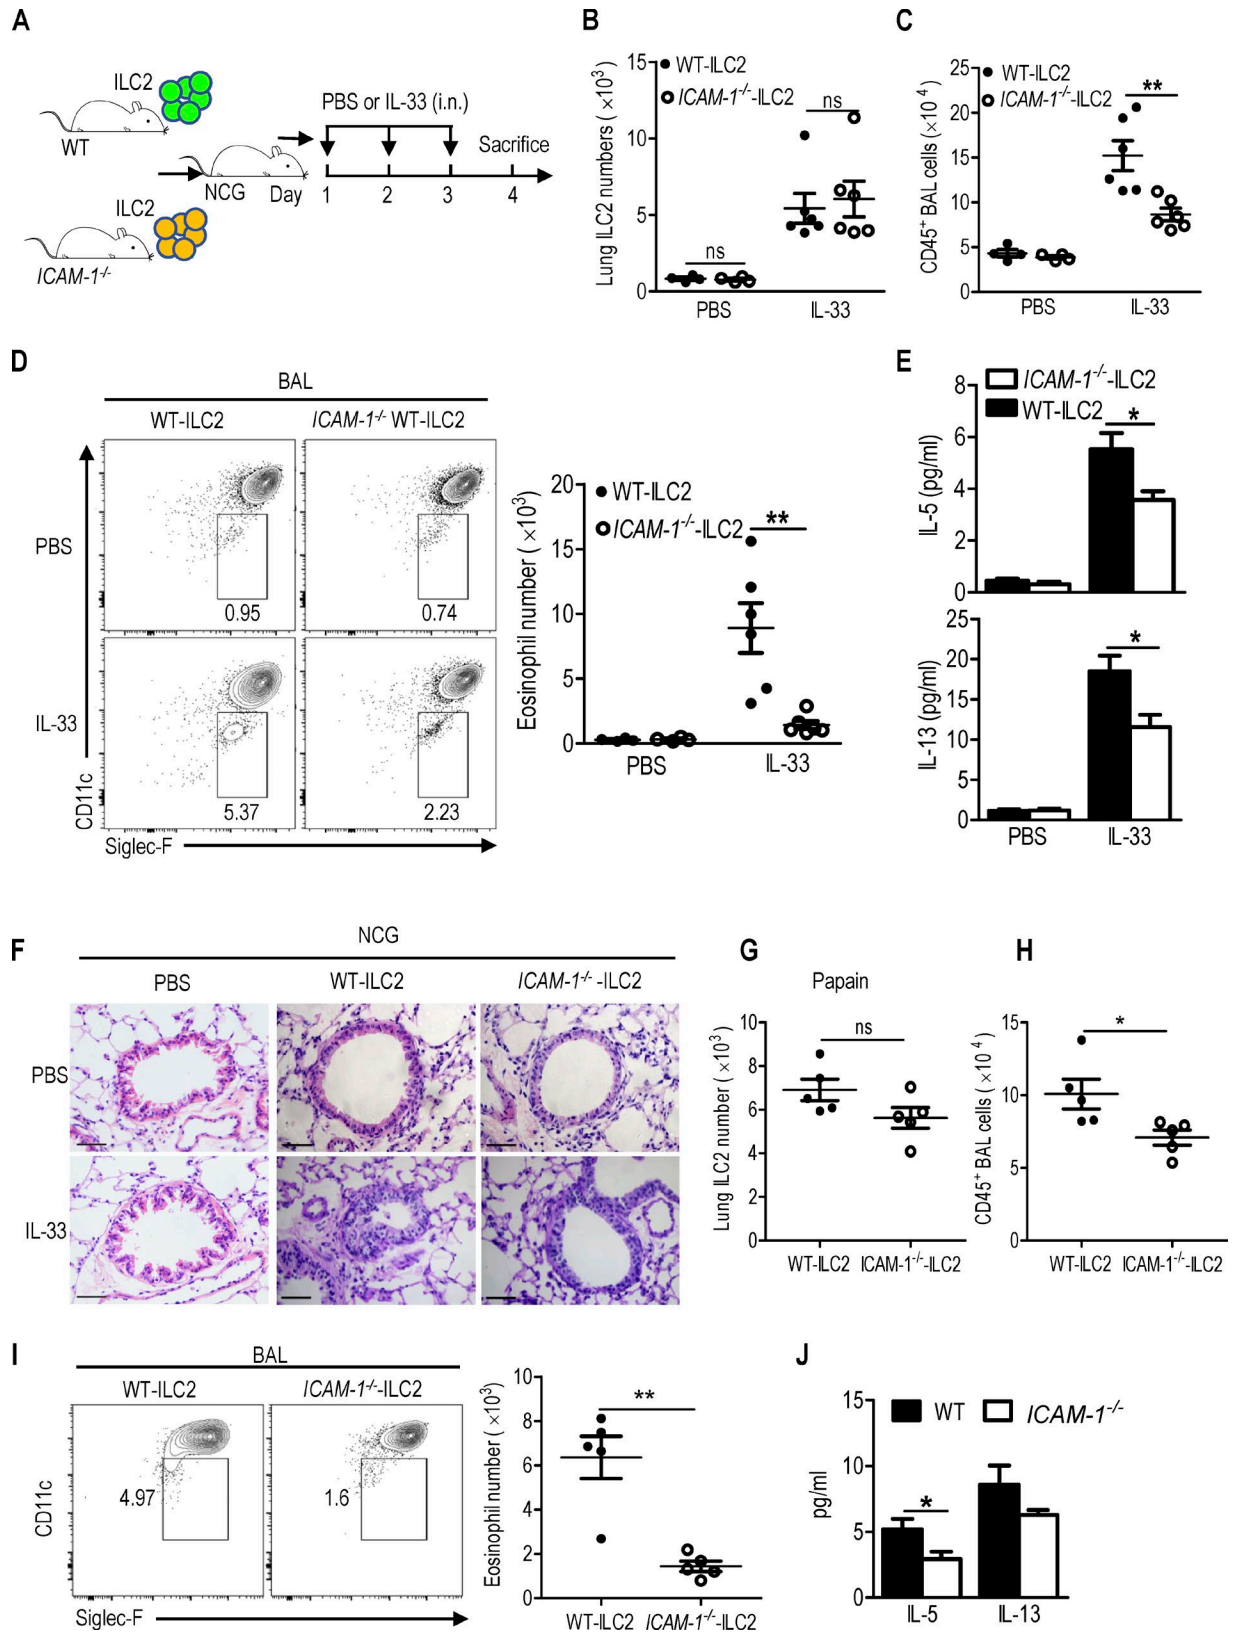 A
ILC2
WT
ILC2
ICAM-1-/-
NCG
PBS or IL-33 (i.n.)
Sacrifice
Day
1 2 3 4
B
Lung ILC2 numbers ( ×10³)
15
10
5
0
WT-ILC2
ICAM-1-/--ILC2
ns
ns
PBS IL-33
C
CD45+ BAL cells (×10 4)
25
20
15
10
5
0
WT-ILC2
ICAM-1-/--ILC2
**
PBS IL-33
D
BAL
WT-ILC2 ICAM-1-/- WT-ILC2
PBS
0.95 0.74
IL-33
5.37 2.23
CD11c
Siglec-F
Eosinophil number ( ×10³)
20
15
10
5
0
WT-ILC2
ICAM-1-/--ILC2
**
PBS IL-33
E
ICAM-1-/--ILC2
WT-ILC2
IL-5 (pg/ml)
8
6
4
2
0
*
IL-13 (pg/ml)
25
20
15
10
5
0
*
PBS IL-33
F
NCG
PBS WT-ILC2 ICAM-1-/- -ILC2
PBS
IL-33
G
Papain
Lung ILC2 number ( ×10³)
10
8
6
4
2
0
ns
WT-ILC2 ICAM-1-/--ILC2
H
CD45+ BAL cells ( ×10 4)
15
10
5
0
*
WT-ILC2 ICAM-1-/--ILC2
I
BAL
WT-ILC2 ICAM-1-/--ILC2
4.97 1.6
CD11c
Siglec-F
Eosinophil number ( ×10³)
10
8
6
4
2
0
**
WT-ILC2 ICAM-1-/--ILC2
J
WT ICAM-1-/-
pg/ml
15
10
5
0
*
IL-5 IL-13